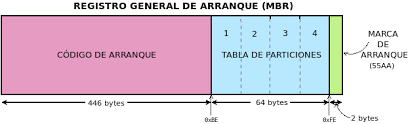 REGISTRO GENERAL DE ARRANQUE (MBR)
1 2 3 4
CÓDIGO DE ARRANQUE
TABLA DE PARTICIONES
MARCA
DE
ARRANQUE
(55AA)
446 bytes
64 bytes
2 bytes
0xBE
0xFE